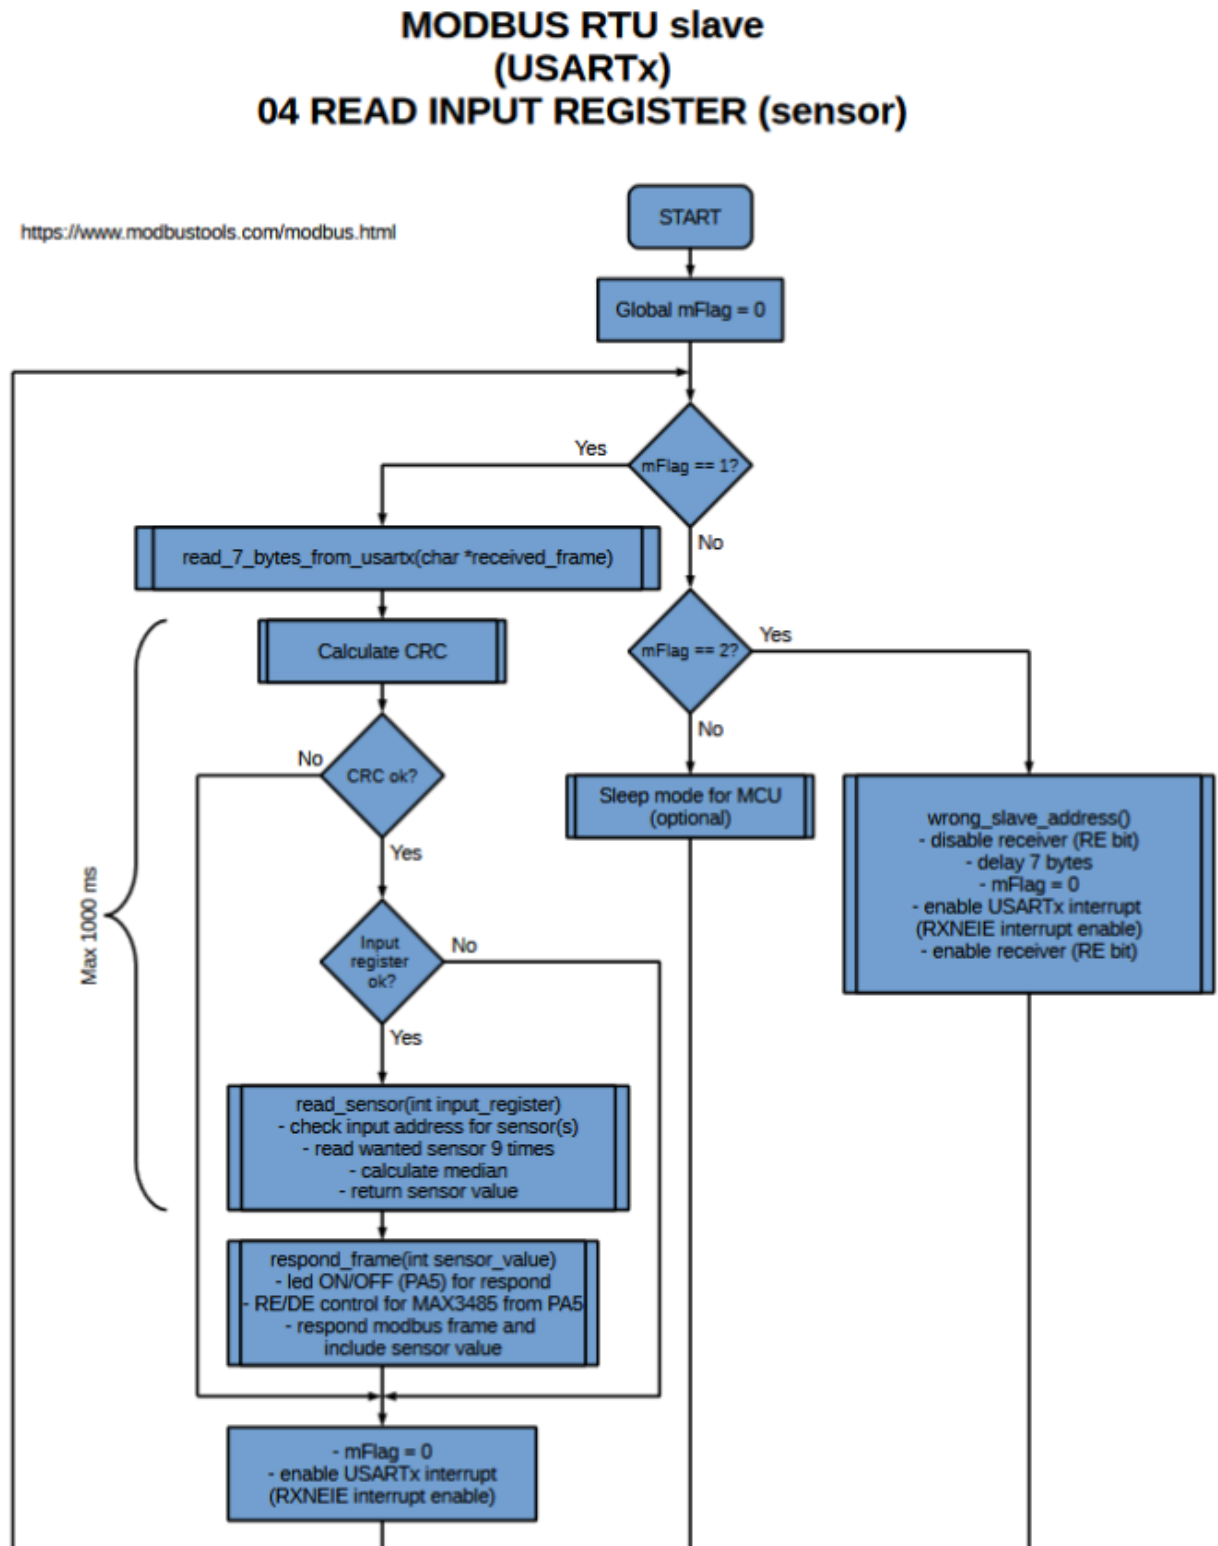 MODBUS RTU slave
(USARTx)
04 READ INPUT REGISTER (sensor)
https://www.modbustools.com/modbus.html
START
Global mFlag = 0
mFlag == 1?
Yes
No
read_7_bytes_from_usartx(char *received_frame)
mFlag == 2?
Yes
No
Calculate CRC
CRC ok?
No
Yes
Sleep mode for MCU
(optional)
wrong_slave_address()
- disable receiver (RE bit)
- delay 7 bytes
- mFlag = 0
- enable USARTx interrupt
(RXNEIE interrupt enable)
- enable receiver (RE bit)
Max 1000 ms
Input
register
ok?
No
Yes
read_sensor(int input_register)
- check input address for sensor(s)
- read wanted sensor 9 times
- calculate median
- return sensor value
respond_frame(int sensor_value)
- led ON/OFF (PA5) for respond
- RE/DE control for MAX3485 from PA5
- respond modbus frame and
include sensor value
- mFlag = 0
- enable USARTx interrupt
(RXNEIE interrupt enable)